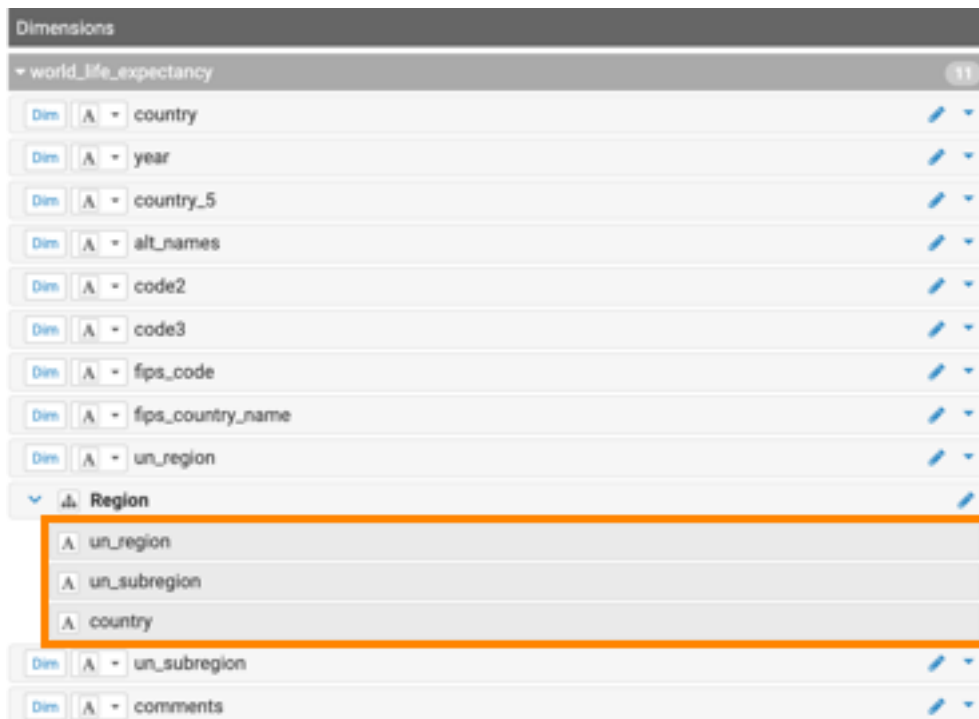 Dimensions
world_life_expectancy 11
Dim A country
Dim A year
Dim A country_5
Dim A alt_names
Dim A code2
Dim A code3
Dim A fips_code
Dim A fips_country_name
Dim A un_region
Region
A un_region
A un_subregion
A country
Dim A un_subregion
Dim A comments